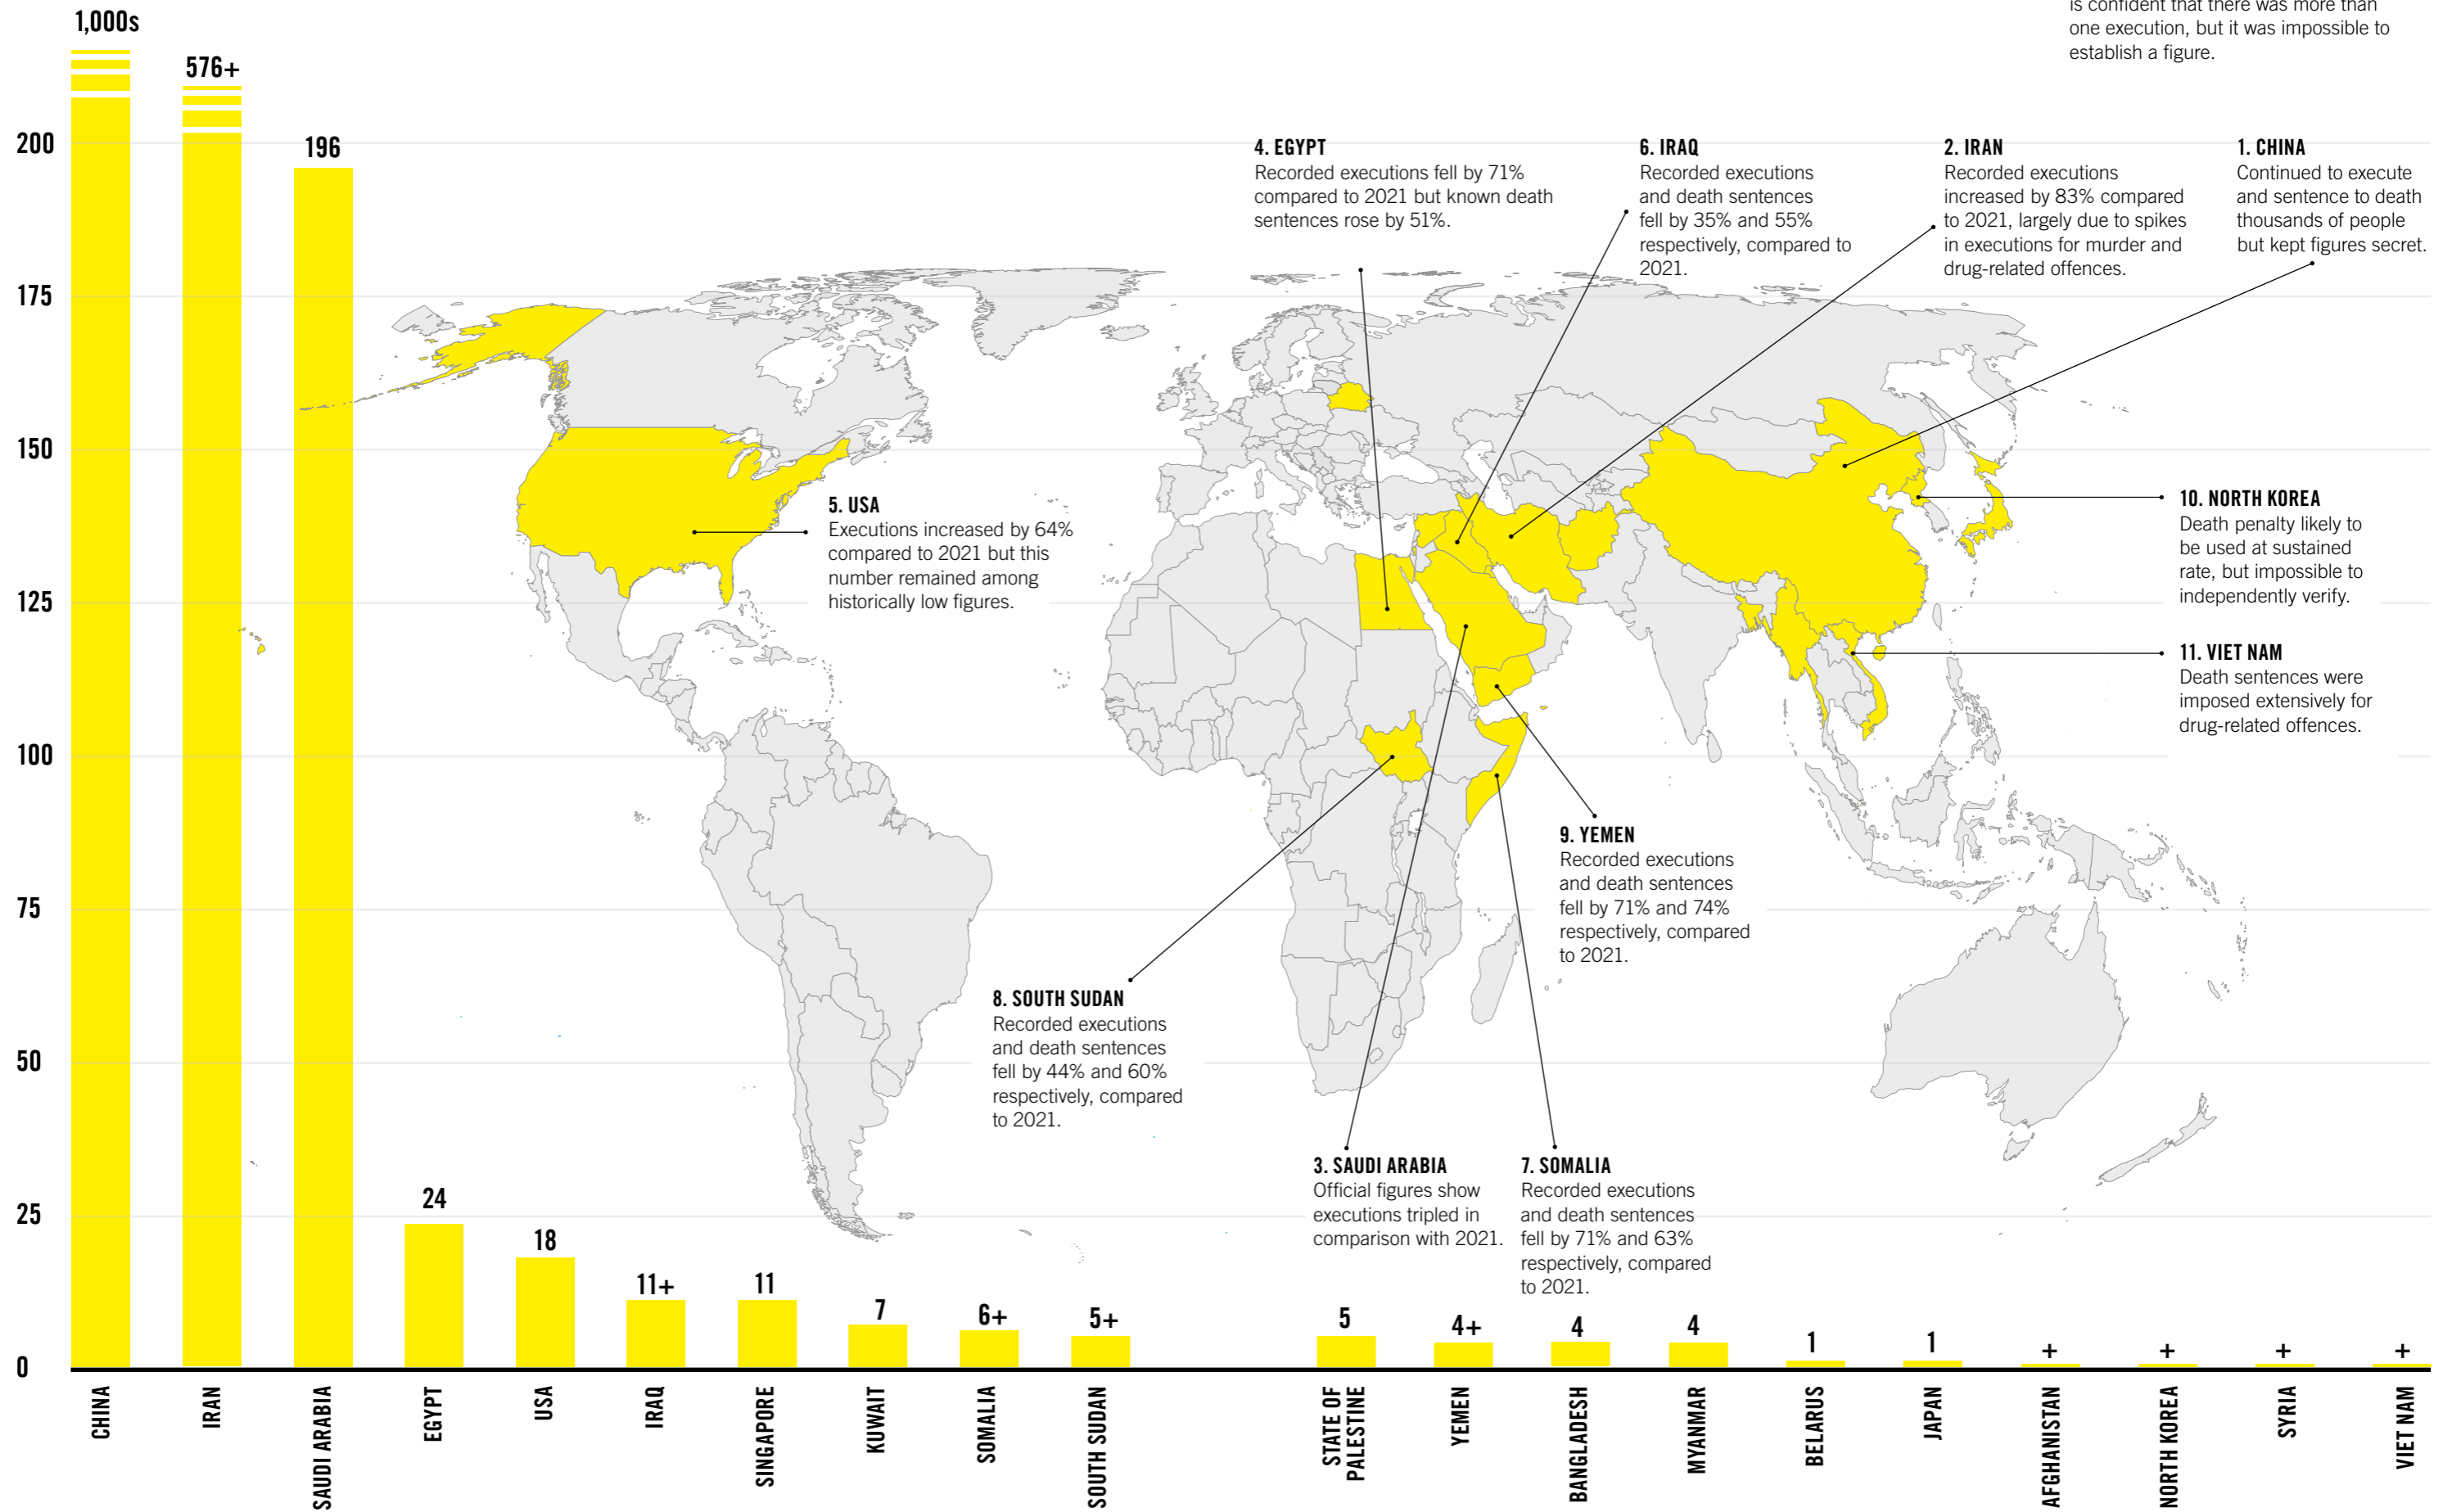 is confident that there was more than
one execution, but it was impossible to
establish a figure.
1,000s
576+
196
200
175
150
125
100
75
50
25
0
4. EGYPT
Recorded executions fell by 71%
compared to 2021 but known death
sentences rose by 51%.
6. IRAQ
Recorded executions
and death sentences
fell by 35% and 55%
respectively, compared to
2021.
2. IRAN
Recorded executions
increased by 83% compared
to 2021, largely due to spikes
in executions for murder and
drug-related offences.
1. CHINA
Continued to execute
and sentence to death
thousands of people
but kept figures secret.
5. USA
Executions increased by 64%
compared to 2021 but this
number remained among
historically low figures.
10. NORTH KOREA
Death penalty likely to
be used at sustained
rate, but impossible to
independently verify.
11. VIET NAM
Death sentences were
imposed extensively for
drug-related offences.
9. YEMEN
Recorded executions
and death sentences
fell by 71% and 74%
respectively, compared
to 2021.
8. SOUTH SUDAN
Recorded executions
and death sentences
fell by 44% and 60%
respectively, compared
to 2021.
3. SAUDI ARABIA
Official figures show
executions tripled in
comparison with 2021.
7. SOMALIA
Recorded executions
and death sentences
fell by 71% and 63%
respectively, compared
to 2021.
24
18
11+
11
7
6+
5+
5
4+
4
4
1
1
+
+
+
+
CHINA
IRAN
SAUDI ARABIA
EGYPT
USA
IRAQ
SINGAPORE
KUWAIT
SOMALIA
SOUTH SUDAN
STATE OF
PALESTINE
YEMEN
BANGLADESH
MYANMAR
BELARUS
JAPAN
AFGHANISTAN
NORTH KOREA
SYRIA
VIET NAM